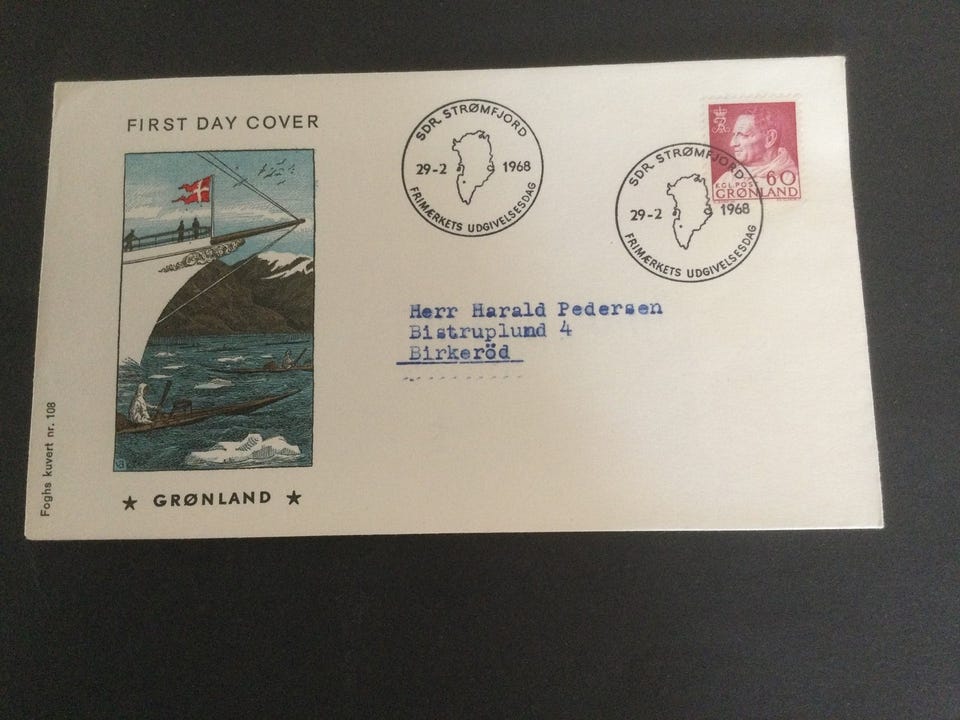 FIRST DAY COVER
SDR. STRØMFJORD
29-2 1968
FRIMÆRKETS UDGIVELSESDAG
SDR. STRØMFJORD
29-2 1968
FRIMÆRKETS UDGIVELSESDAG
60
KGL. POST
GRØNLAND
Herr Harald Pedersen
Bistruplund 4
Birkeröd
Foghs kuvert nr. 108
★ GRØNLAND ★